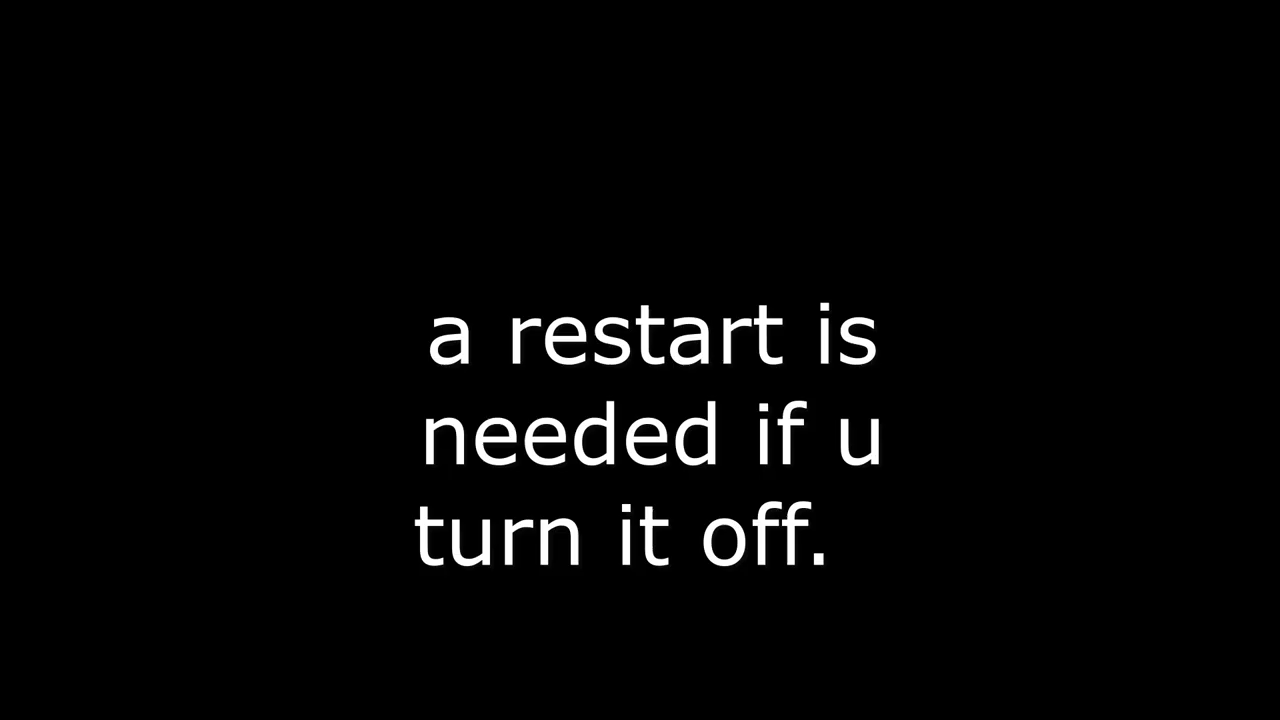 a restart is
needed if u
turn it off.